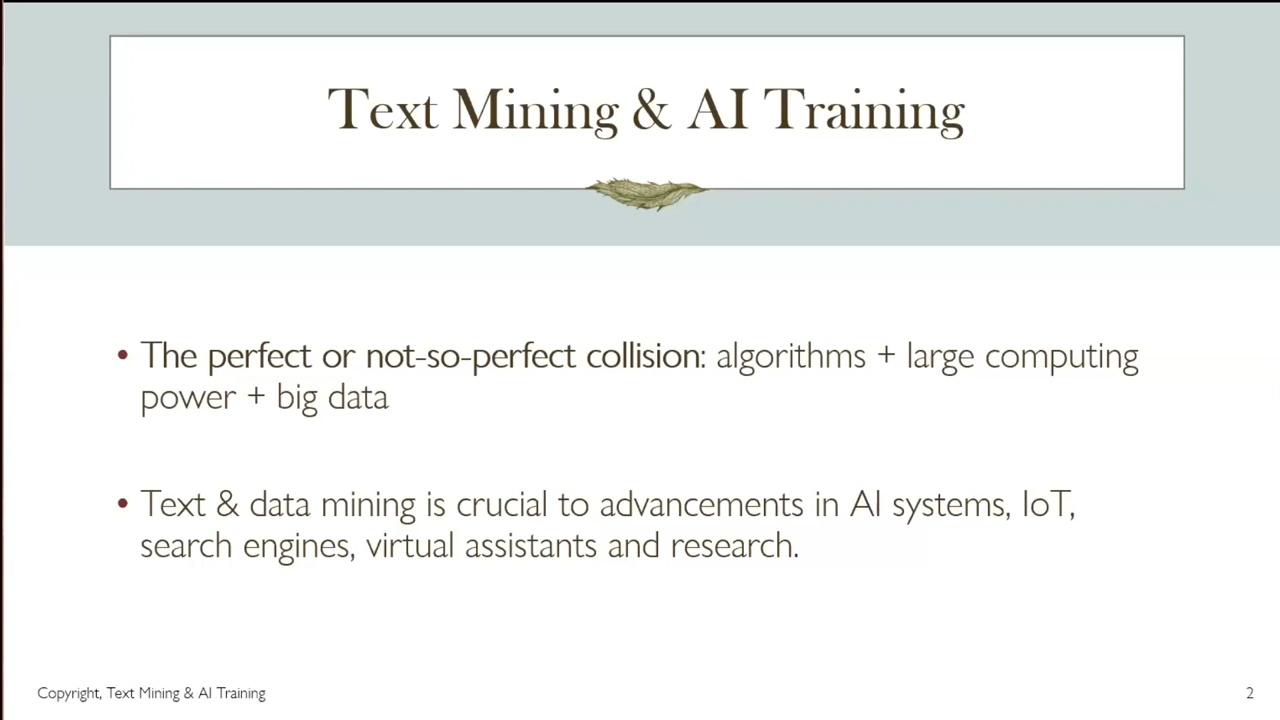 Text Mining & AI Training
• The perfect or not-so-perfect collision: algorithms + large computing
power + big data
• Text & data mining is crucial to advancements in AI systems, IoT,
search engines, virtual assistants and research.
Copyright, Text Mining & AI Training
2